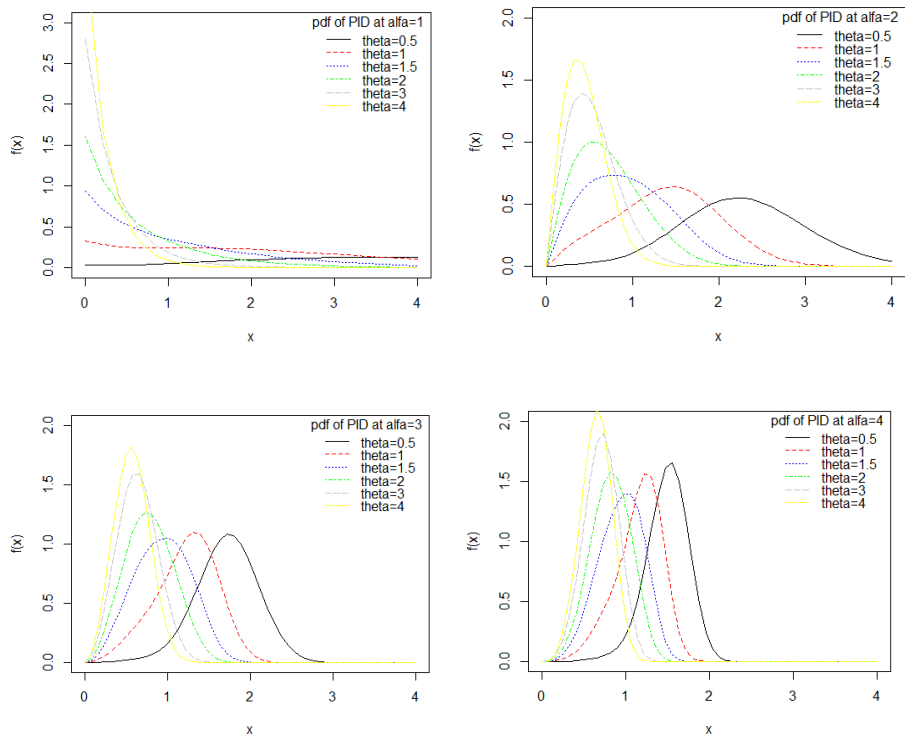 pdf of PID at alfa=1
theta=0.5
theta=1
theta=1.5
theta=2
theta=3
theta=4
3.0
2.5
2.0
1.5
1.0
0.5
0.0
f(x)
0 1 2 3 4
x
pdf of PID at alfa=2
theta=0.5
theta=1
theta=1.5
theta=2
theta=3
theta=4
2.0
1.5
1.0
0.5
0.0
f(x)
0 1 2 3 4
x
pdf of PID at alfa=3
theta=0.5
theta=1
theta=1.5
theta=2
theta=3
theta=4
2.0
1.5
1.0
0.5
0.0
f(x)
0 1 2 3 4
x
pdf of PID at alfa=4
theta=0.5
theta=1
theta=1.5
theta=2
theta=3
theta=4
2.0
1.5
1.0
0.5
0.0
f(x)
0 1 2 3 4
x